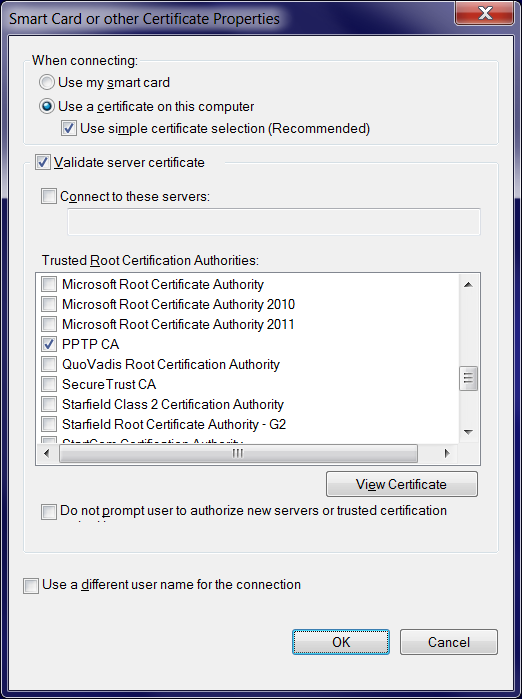 Smart Card or other Certificate Properties
When connecting:
Use my smart card
Use a certificate on this computer
Use simple certificate selection (Recommended)
Validate server certificate
Connect to these servers:
Trusted Root Certification Authorities:
Microsoft Root Certificate Authority
Microsoft Root Certificate Authority 2010
Microsoft Root Certificate Authority 2011
PPTP CA
QuoVadis Root Certification Authority
SecureTrust CA
Starfield Class 2 Certification Authority
Starfield Root Certificate Authority - G2
StartCom Certification Authority
View Certificate
Do not prompt user to authorize new servers or trusted certification
Use a different user name for the connection
OK
Cancel